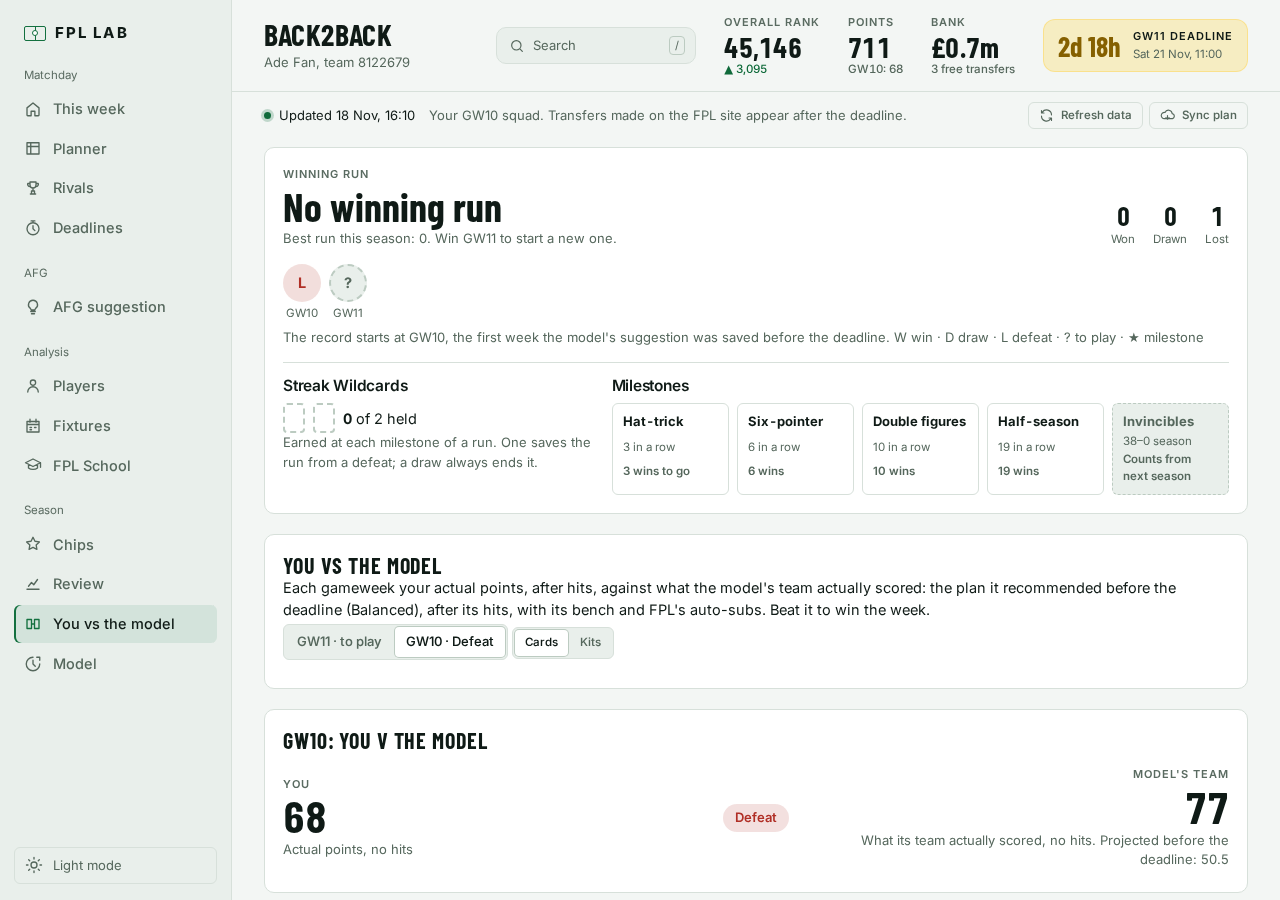 FPL LAB
Matchday
This week
Planner
Rivals
Deadlines
AFG
AFG suggestion
Analysis
Players
Fixtures
FPL School
Season
Chips
Review
You vs the model
Model
Light mode
BACK2BACK
Ade Fan, team 8122679
Search
/
OVERALL RANK
45,146
▲ 3,095
POINTS
711
GW10: 68
BANK
£0.7m
3 free transfers
2d 18h
GW11 DEADLINE
Sat 21 Nov, 11:00
Updated 18 Nov, 16:10
Your GW10 squad. Transfers made on the FPL site appear after the deadline.
Refresh data
Sync plan
WINNING RUN
No winning run
Best run this season: 0. Win GW11 to start a new one.
0
Won
0
Drawn
1
Lost
L
GW10
?
GW11
The record starts at GW10, the first week the model's suggestion was saved before the deadline. W win · D draw · L defeat · ? to play · ★ milestone
Streak Wildcards
0 of 2 held
Earned at each milestone of a run. One saves the
run from a defeat; a draw always ends it.
Milestones
Hat-trick
3 in a row
3 wins to go
Six-pointer
6 in a row
6 wins
Double figures
10 in a row
10 wins
Half-season
19 in a row
19 wins
Invincibles
38–0 season
Counts from
next season
YOU VS THE MODEL
Each gameweek your actual points, after hits, against what the model's team actually scored: the plan it recommended before the
deadline (Balanced), after its hits, with its bench and FPL's auto-subs. Beat it to win the week.
GW11 · to play
GW10 · Defeat
Cards
Kits
GW10: YOU V THE MODEL
YOU
68
Actual points, no hits
Defeat
MODEL'S TEAM
77
What its team actually scored, no hits. Projected before the
deadline: 50.5